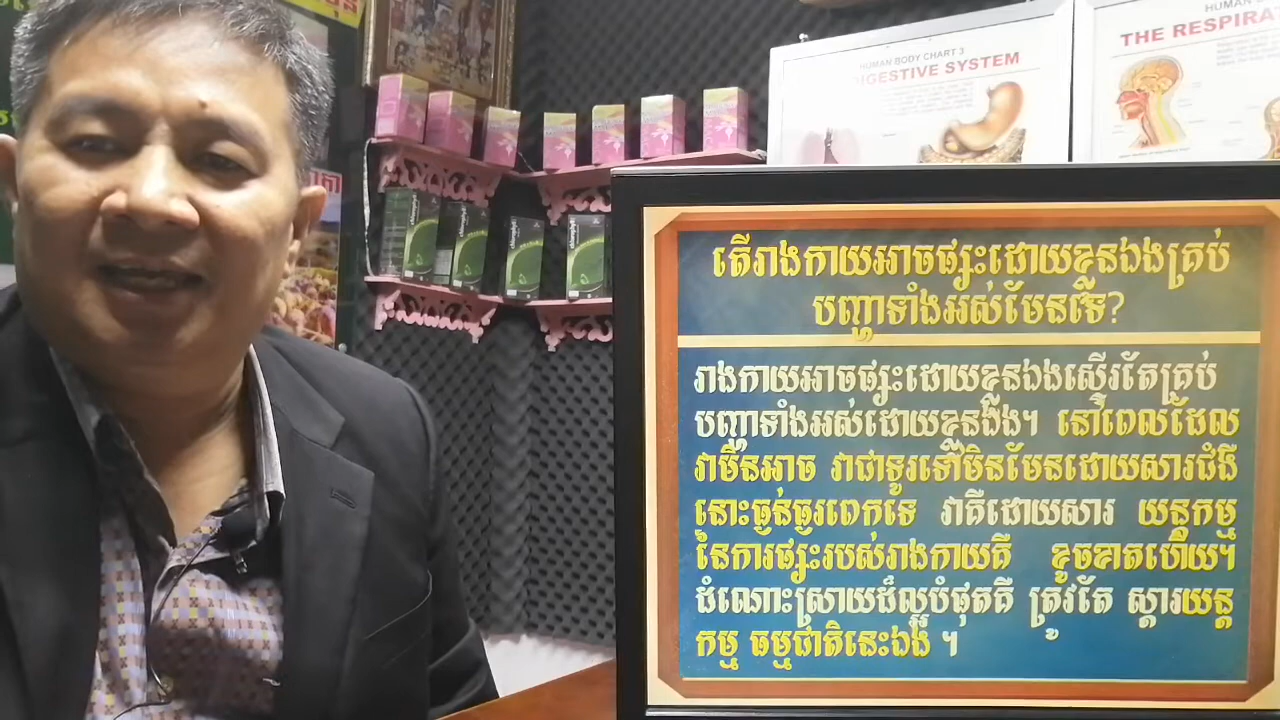 HUMAN BODY CHART 3
DIGESTIVE SYSTEM
HUMAN
THE RESPIRA
តើរាងកាយអាចផ្សះដោយខ្លួនឯងគ្រប់
បញ្ហាទាំងអស់មែនទេ?
រាងកាយអាចផ្សះដោយខ្លួនឯងស្ទើរតែគ្រប់
បញ្ហាទាំងអស់ដោយខ្លួនឯង។ នៅពេលដែល
វាមិនអាច វាជាទូរទៅមិនមែនដោយសារជំងឺ
នោះធ្ងន់ធ្ងរពេកទេ វាគឺដោយសារ យន្តកម្ម
នៃការផ្សះរបស់រាងកាយគឺ ខូចខាតហើយ។
ដំណោះស្រាយដ៏ល្អបំផុតគឺ ត្រូវតែ ស្តារយន្ត
កម្ម ធម្មជាតិនេះឯង ។